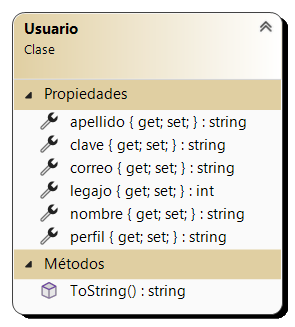 Usuario
Clase
Propiedades
apellido { get; set; } : string
clave { get; set; } : string
correo { get; set; } : string
legajo { get; set; } : int
nombre { get; set; } : string
perfil { get; set; } : string
Métodos
ToString() : string